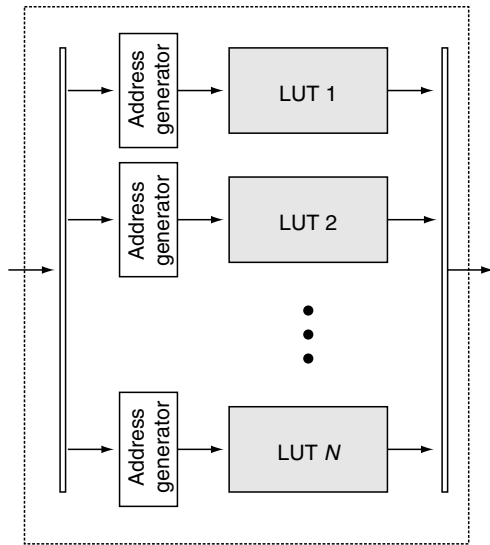 Address
generator
LUT 1
Address
generator
LUT 2
Address
generator
LUT N